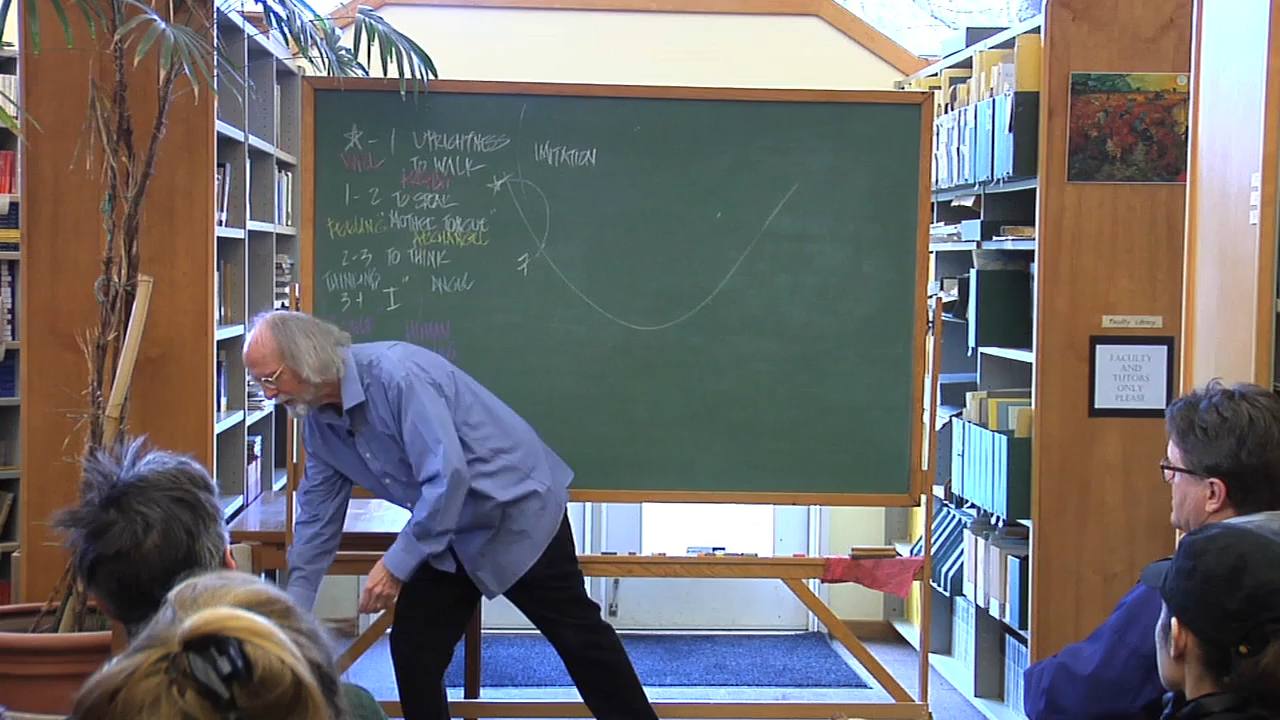 ☆ - 1 UPRIGHTNESS
WILL TO WALK
1 - 2 TO SPEAK
FEELING "MOTHER TONGUE"
ARCHANGEL
2-3 TO THINK
THINKING ANGEL
3+ "I"
HUMAN
IMITATION
☆
7
Faculty Library
FACULTY
AND
TUTORS
ONLY
PLEASE